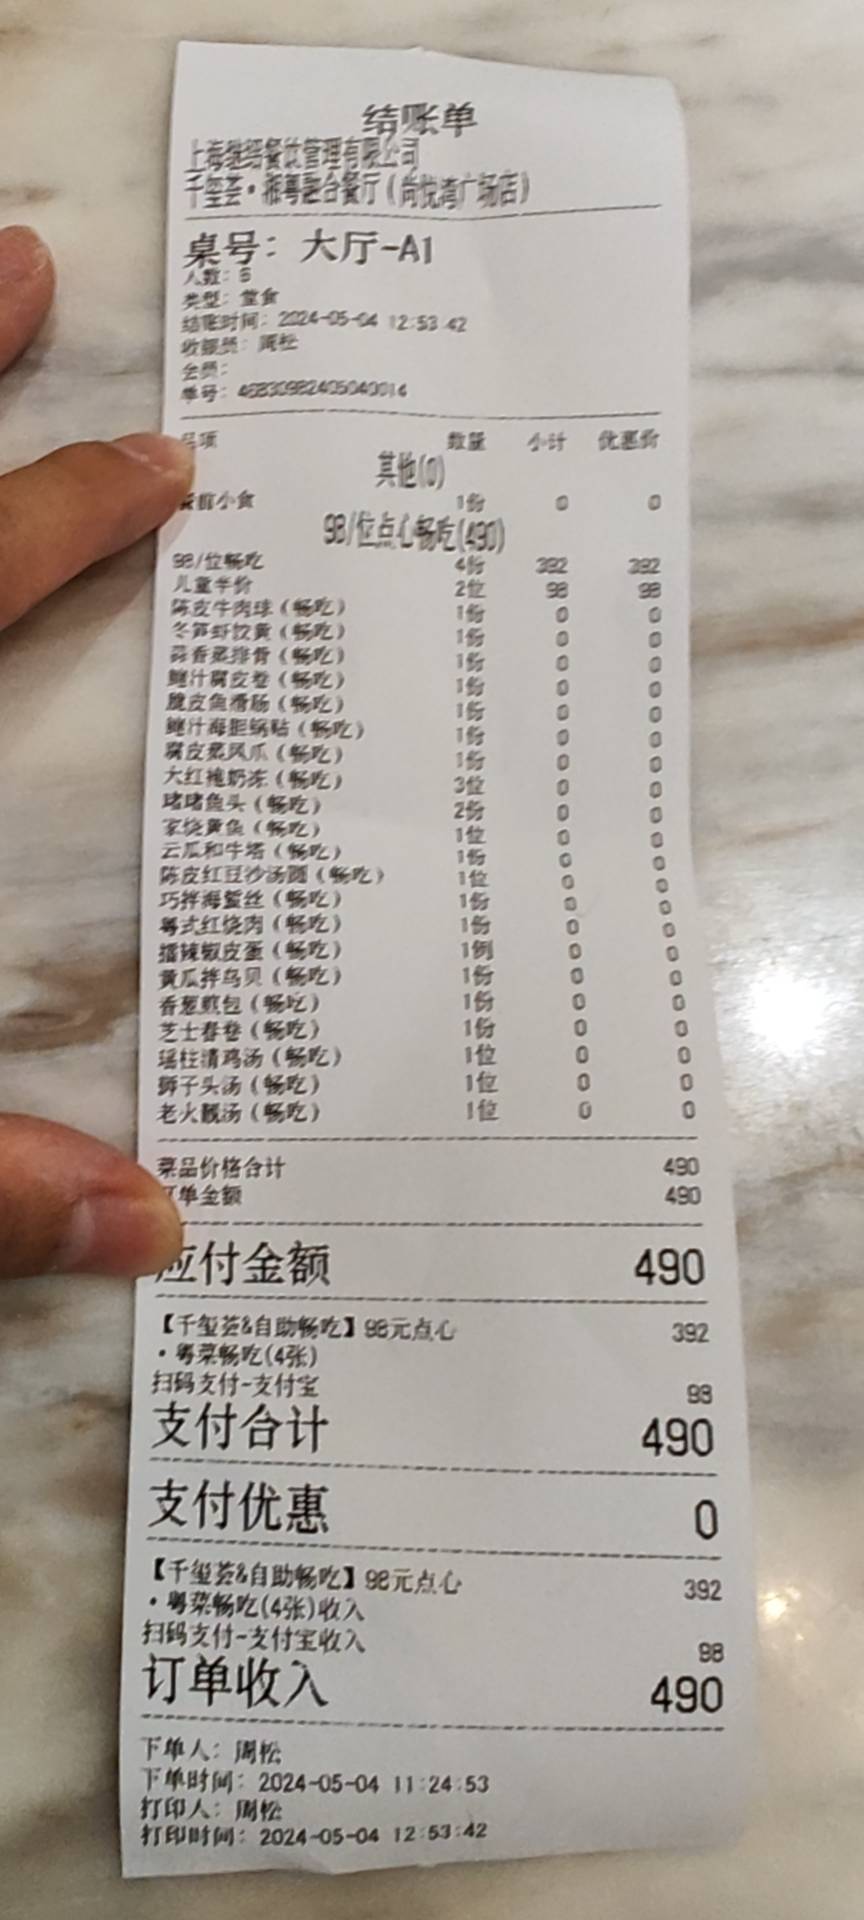 结账单
上海继绍餐饮管理有限公司
千玺荟·湘粤融合餐厅(尚悦湾广场店)
桌号: 大厅-A1
人数: 6
类型: 堂食
结账时间: 2024-05-04 12:53:42
收银员: 周松
会员:
单号: 46830982405040014
品项 数量 小计 优惠价
其他(0)
餐前小食 1份 0 0
98/位点心畅吃(490)
98/位畅吃 4份 392 392
儿童半价 2位 98 98
陈皮牛肉球(畅吃) 1份 0 0
冬笋虾饺黄(畅吃) 1份 0 0
蒜香蒸排骨(畅吃) 1份 0 0
鲍汁腐皮卷(畅吃) 1份 0 0
脆皮鱼滑肠(畅吃) 1份 0 0
鲍汁海胆锅贴(畅吃) 1份 0 0
腐皮蒸凤爪(畅吃) 1份 0 0
大红袍奶冻(畅吃) 3位 0 0
啫啫鱼头(畅吃) 2份 0 0
家烧黄鱼(畅吃) 1位 0 0
云瓜和牛塔(畅吃) 1份 0 0
陈皮红豆沙汤圆(畅吃) 1位 0 0
巧拌海蜇丝(畅吃) 1份 0 0
粤式红烧肉(畅吃) 1份 0 0
擂辣椒皮蛋(畅吃) 1例 0 0
黄瓜拌鸟贝(畅吃) 1份 0 0
香葱煎包(畅吃) 1份 0 0
芝士春卷(畅吃) 1份 0 0
瑶柱清鸡汤(畅吃) 1位 0 0
狮子头汤(畅吃) 1位 0 0
老火靓汤(畅吃) 1位 0 0
菜品价格合计 490
订单金额 490
应付金额 490
【千玺荟&自助畅吃】98元点心 392
·粤菜畅吃(4张)
扫码支付-支付宝 98
支付合计 490
支付优惠 0
【千玺荟&自助畅吃】98元点心 392
·粤菜畅吃(4张)收入
扫码支付-支付宝收入 98
订单收入 490
下单人: 周松
下单时间: 2024-05-04 11:24:53
打印人: 周松
打印时间: 2024-05-04 12:53:42